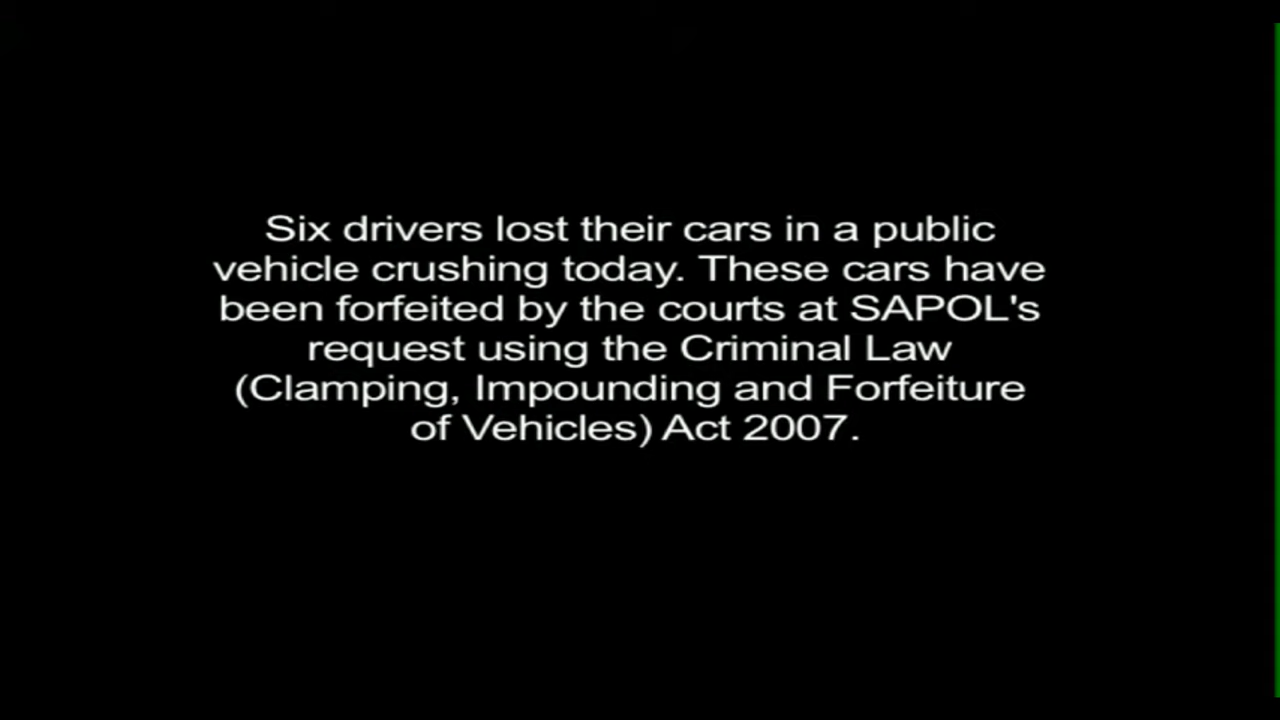 Six drivers lost their cars in a public
vehicle crushing today. These cars have
been forfeited by the courts at SAPOL's
request using the Criminal Law
(Clamping, Impounding and Forfeiture
of Vehicles) Act 2007.